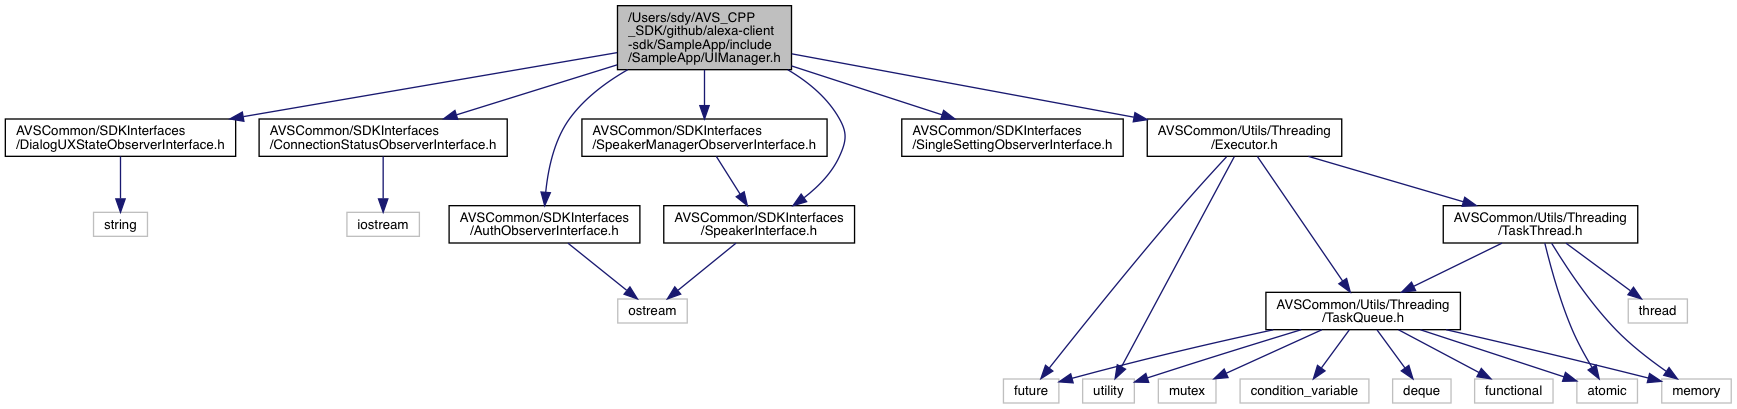 /Users/sdy/AVS_CPP
_SDK/github/alexa-client
-sdk/SampleApp/include
/SampleApp/UIManager.h
AVSCommon/SDKInterfaces
/DialogUXStateObserverInterface.h
AVSCommon/SDKInterfaces
/ConnectionStatusObserverInterface.h
AVSCommon/SDKInterfaces
/SpeakerManagerObserverInterface.h
AVSCommon/SDKInterfaces
/SingleSettingObserverInterface.h
AVSCommon/Utils/Threading
/Executor.h
string
iostream
AVSCommon/SDKInterfaces
/AuthObserverInterface.h
AVSCommon/SDKInterfaces
/SpeakerInterface.h
AVSCommon/Utils/Threading
/TaskThread.h
ostream
AVSCommon/Utils/Threading
/TaskQueue.h
thread
future
utility
mutex
condition_variable
deque
functional
atomic
memory